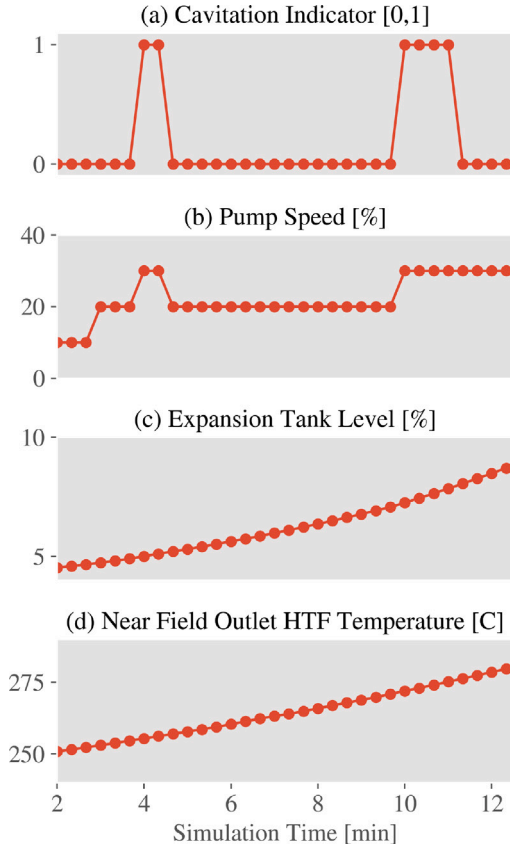 (a) Cavitation Indicator [0,1]
1
0
(b) Pump Speed [%]
40
20
0
(c) Expansion Tank Level [%]
10
5
(d) Near Field Outlet HTF Temperature [C]
275
250
2 4 6 8 10 12
Simulation Time [min]